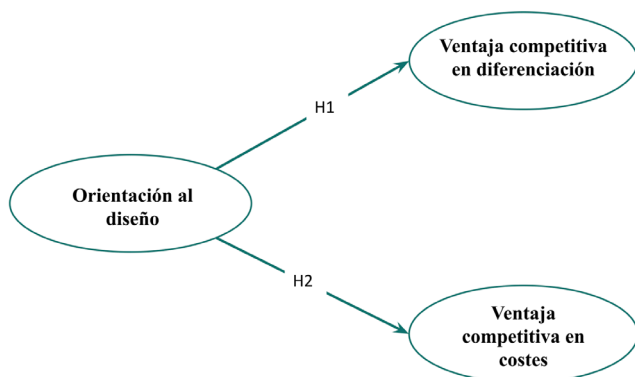 Ventaja competitiva
en diferenciación
H1
Orientación al
diseño
H2
Ventaja
competitiva en
costes